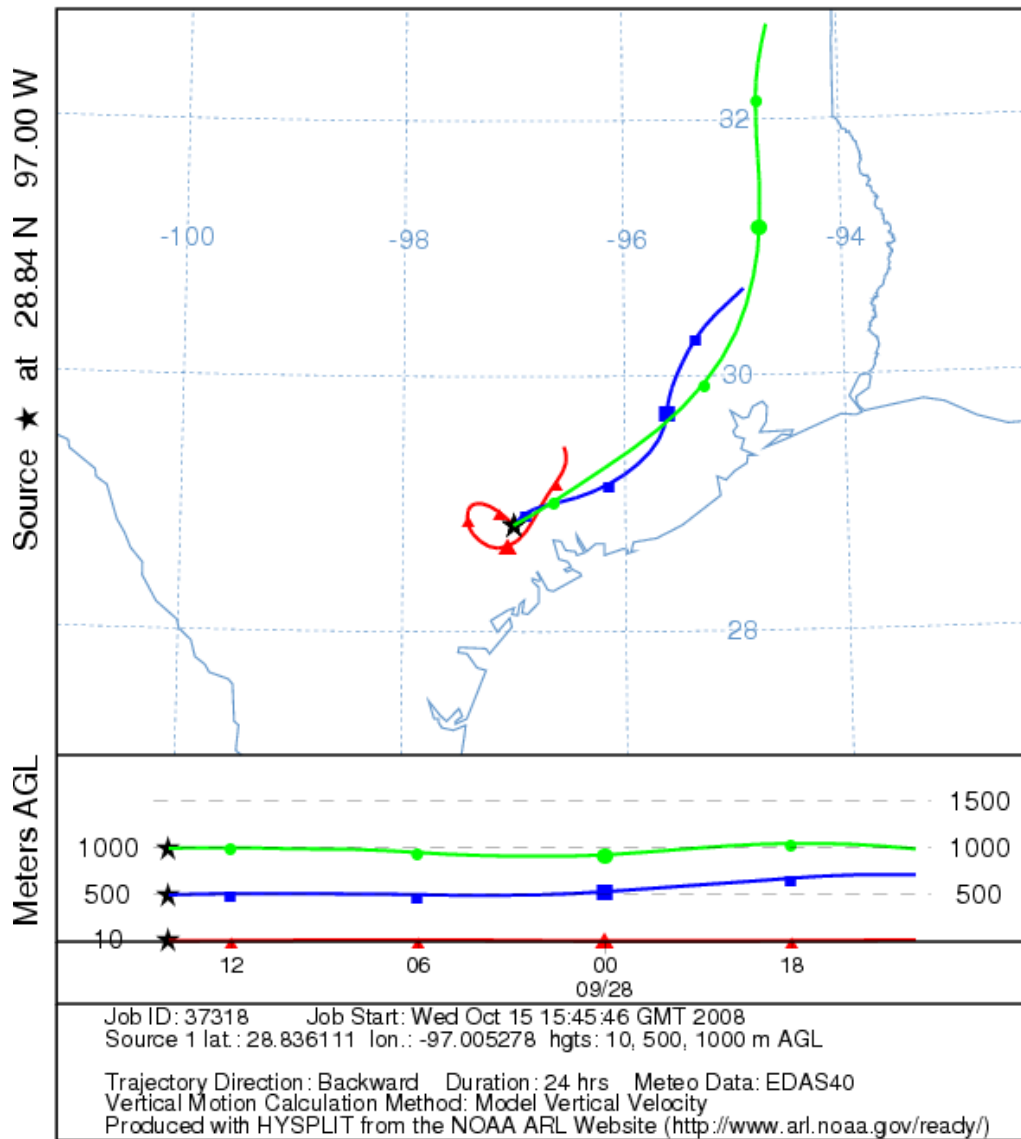 Source ★ at 28.84 N 97.00 W
32
-100
-98
-96
-94
30
28
Meters AGL
1500
1000
1000
500
500
10
12
06
00
18
09/28
Job ID: 37318 Job Start: Wed Oct 15 15:45:46 GMT 2008
Source 1 lat.: 28.836111 lon.: -97.005278 hgts: 10, 500, 1000 m AGL
Trajectory Direction: Backward Duration: 24 hrs Meteo Data: EDAS40
Vertical Motion Calculation Method: Model Vertical Velocity
Produced with HYSPLIT from the NOAA ARL Website (http://www.arl.noaa.gov/ready/)